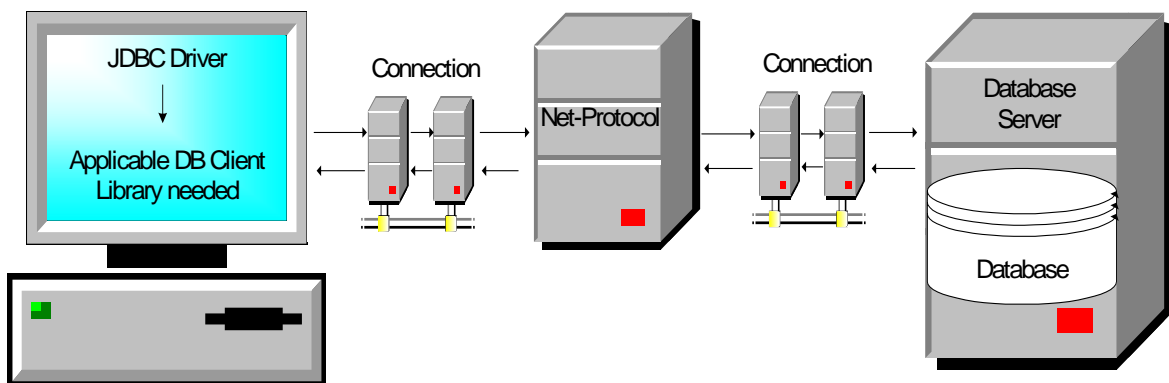 JDBC Driver
Applicable DB Client
Library needed
Connection
Net-Protocol
Connection
Database
Server
Database